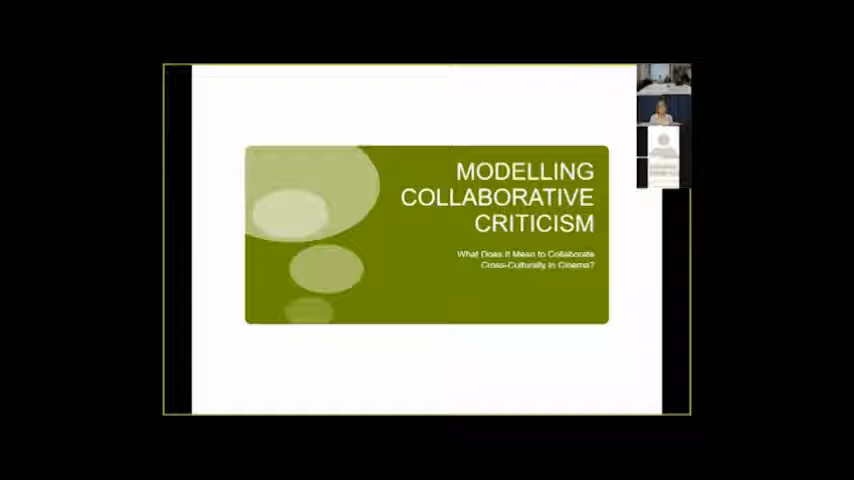 MODELLING
COLLABORATIVE
CRITICISM
What Does It Mean to Collaborate
Cross-Culturally in Cinema?